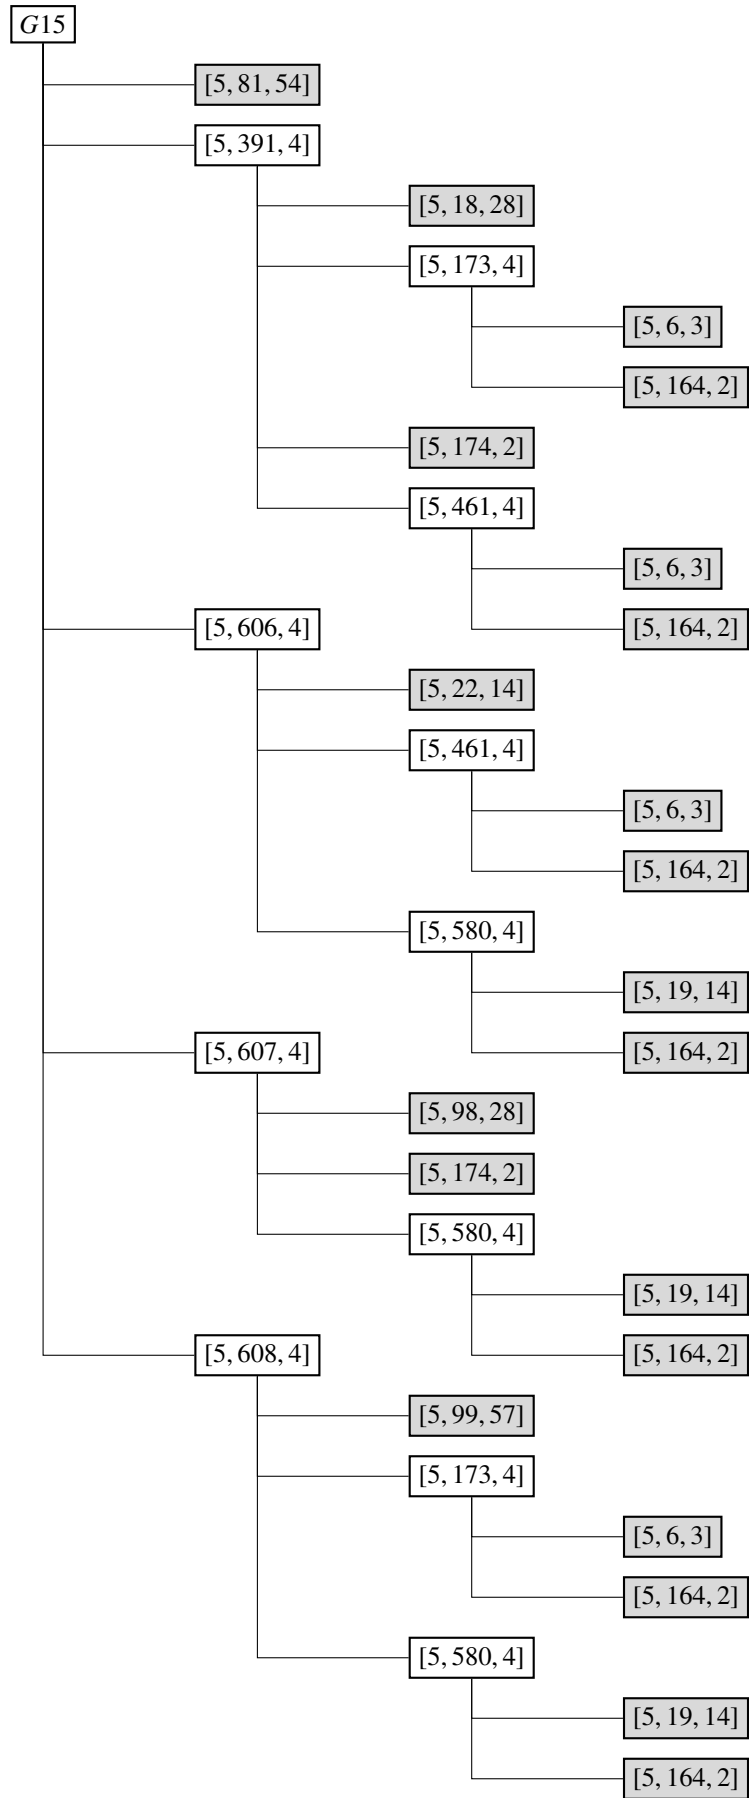 G15
[5, 81, 54]
[5, 391, 4]
[5, 18, 28]
[5, 173, 4]
[5, 6, 3]
[5, 164, 2]
[5, 174, 2]
[5, 461, 4]
[5, 6, 3]
[5, 164, 2]
[5, 606, 4]
[5, 22, 14]
[5, 461, 4]
[5, 6, 3]
[5, 164, 2]
[5, 580, 4]
[5, 19, 14]
[5, 164, 2]
[5, 607, 4]
[5, 98, 28]
[5, 174, 2]
[5, 580, 4]
[5, 19, 14]
[5, 164, 2]
[5, 608, 4]
[5, 99, 57]
[5, 173, 4]
[5, 6, 3]
[5, 164, 2]
[5, 580, 4]
[5, 19, 14]
[5, 164, 2]